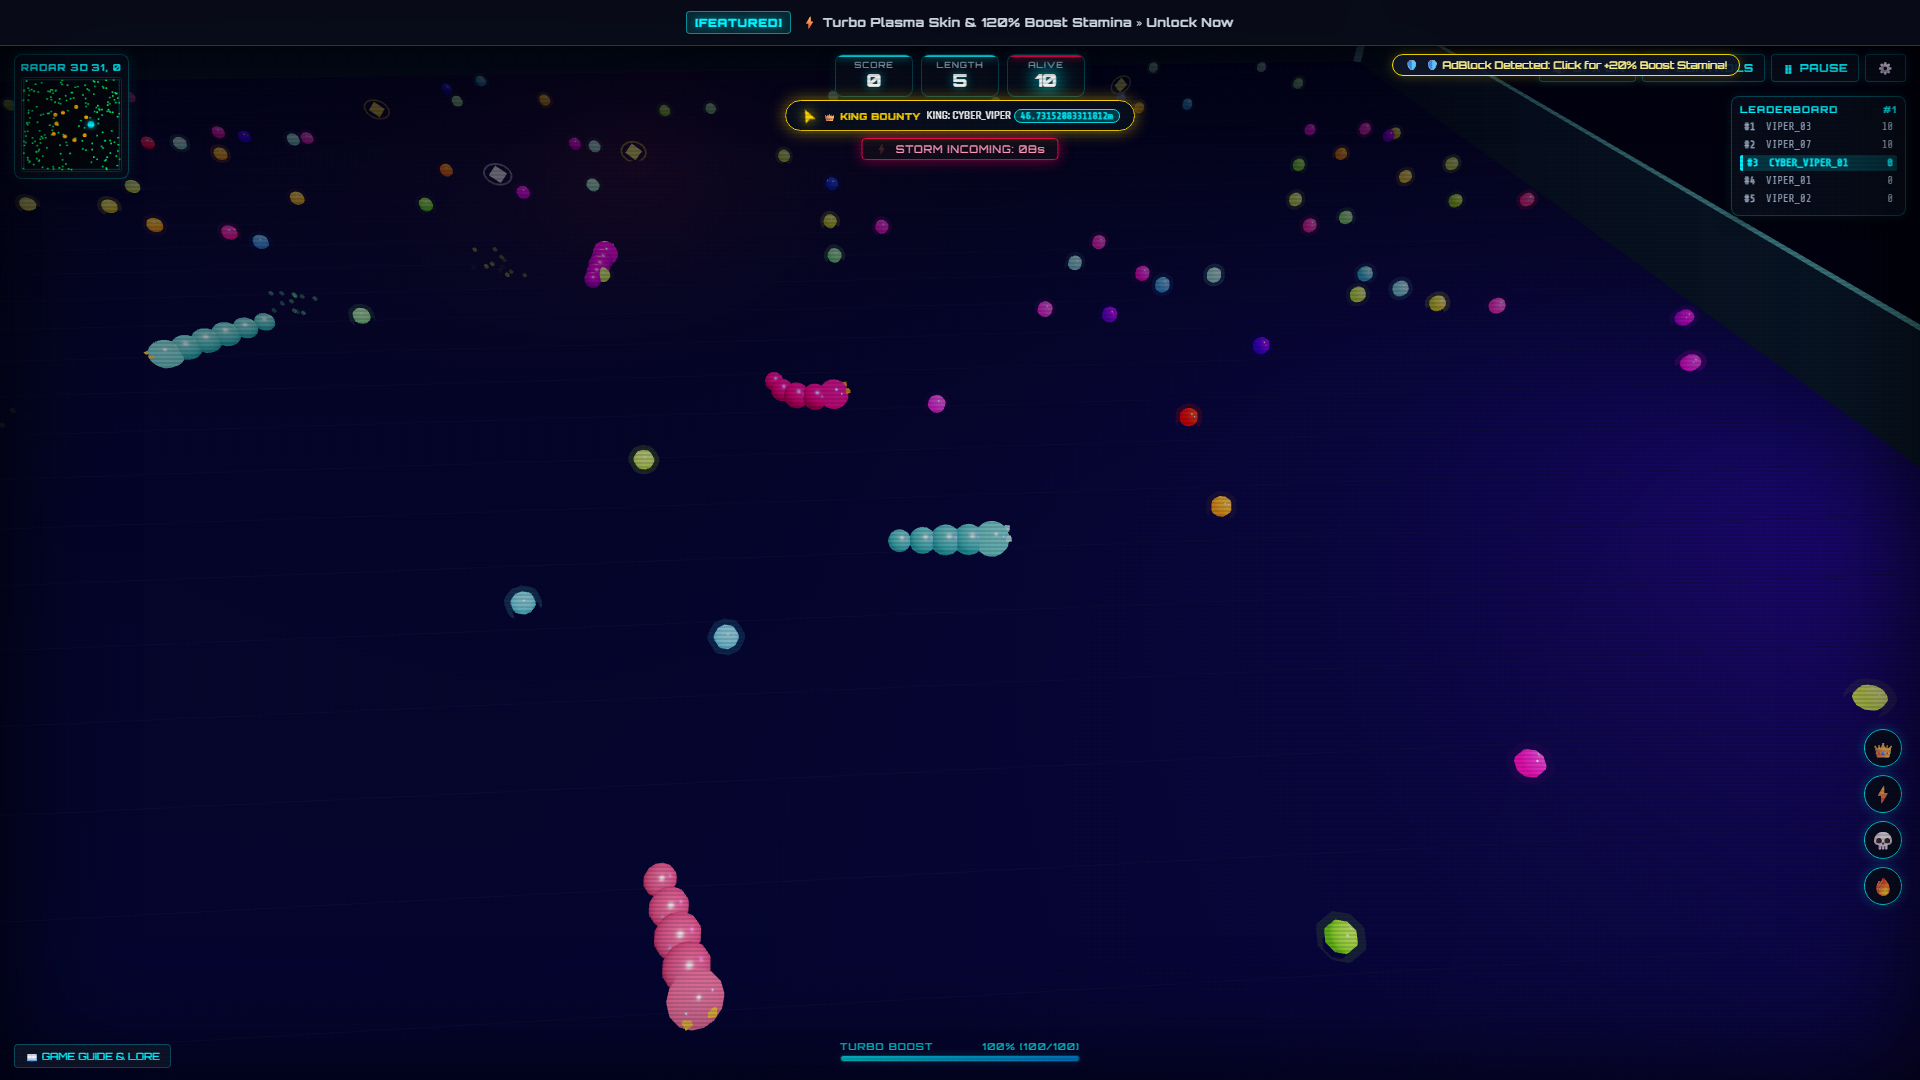 [FEATURED] Turbo Plasma Skin & 120% Boost Stamina » Unlock Now
RADAR 3D 31, 0
SCORE
0
LENGTH
5
ALIVE
10
KING BOUNTY KING: CYBER_VIPER 46.73152083311812m
STORM INCOMING: 08s
AdBlock Detected: Click for +20% Boost Stamina!
LS
PAUSE
LEADERBOARD #1
#1 VIPER_03 10
#2 VIPER_07 10
#3 CYBER_VIPER_01 0
#4 VIPER_01 0
#5 VIPER_02 0
TURBO BOOST 100% (100/100)
GAME GUIDE & LORE